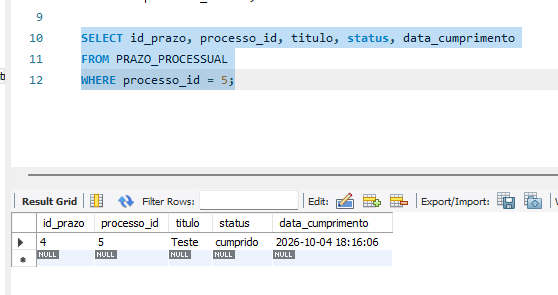 9
10 SELECT id_prazo, processo_id, titulo, status, data_cumprimento
11 FROM PRAZO_PROCESSUAL
12 WHERE processo_id = 5;
Result Grid Filter Rows: Edit: Export/Import:
id_prazo processo_id titulo status data_cumprimento
4 5 Teste cumprido 2026-10-04 18:16:06
NULL NULL NULL NULL NULL